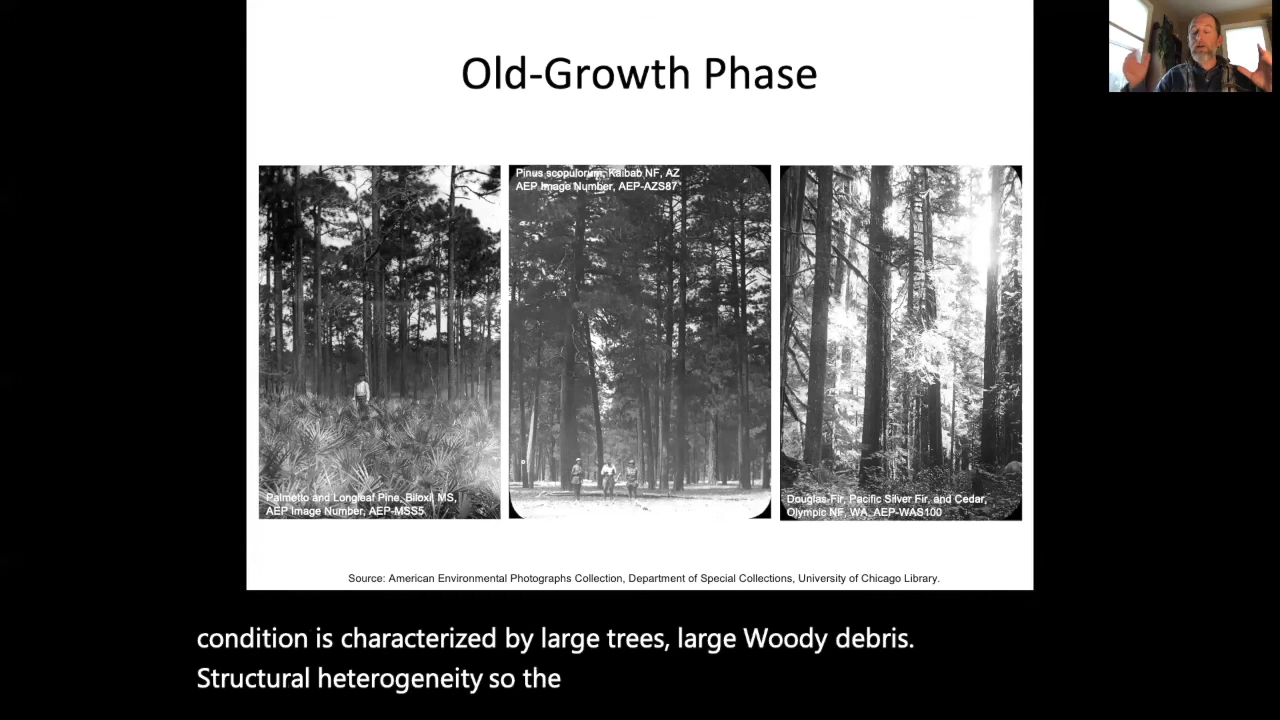 Old-Growth Phase
Palmetto and Longleaf Pine, Biloxi, MS,
AEP Image Number, AEP-MSS5
Pinus scopulorum, Kaibab NF, AZ
AEP Image Number, AEP-AZS87
Douglas-Fir, Pacific Silver Fir, and Cedar,
Olympic NF, WA, AEP-WAS100
Source: American Environmental Photographs Collection, Department of Special Collections, University of Chicago Library.
condition is characterized by large trees, large Woody debris.
Structural heterogeneity so the